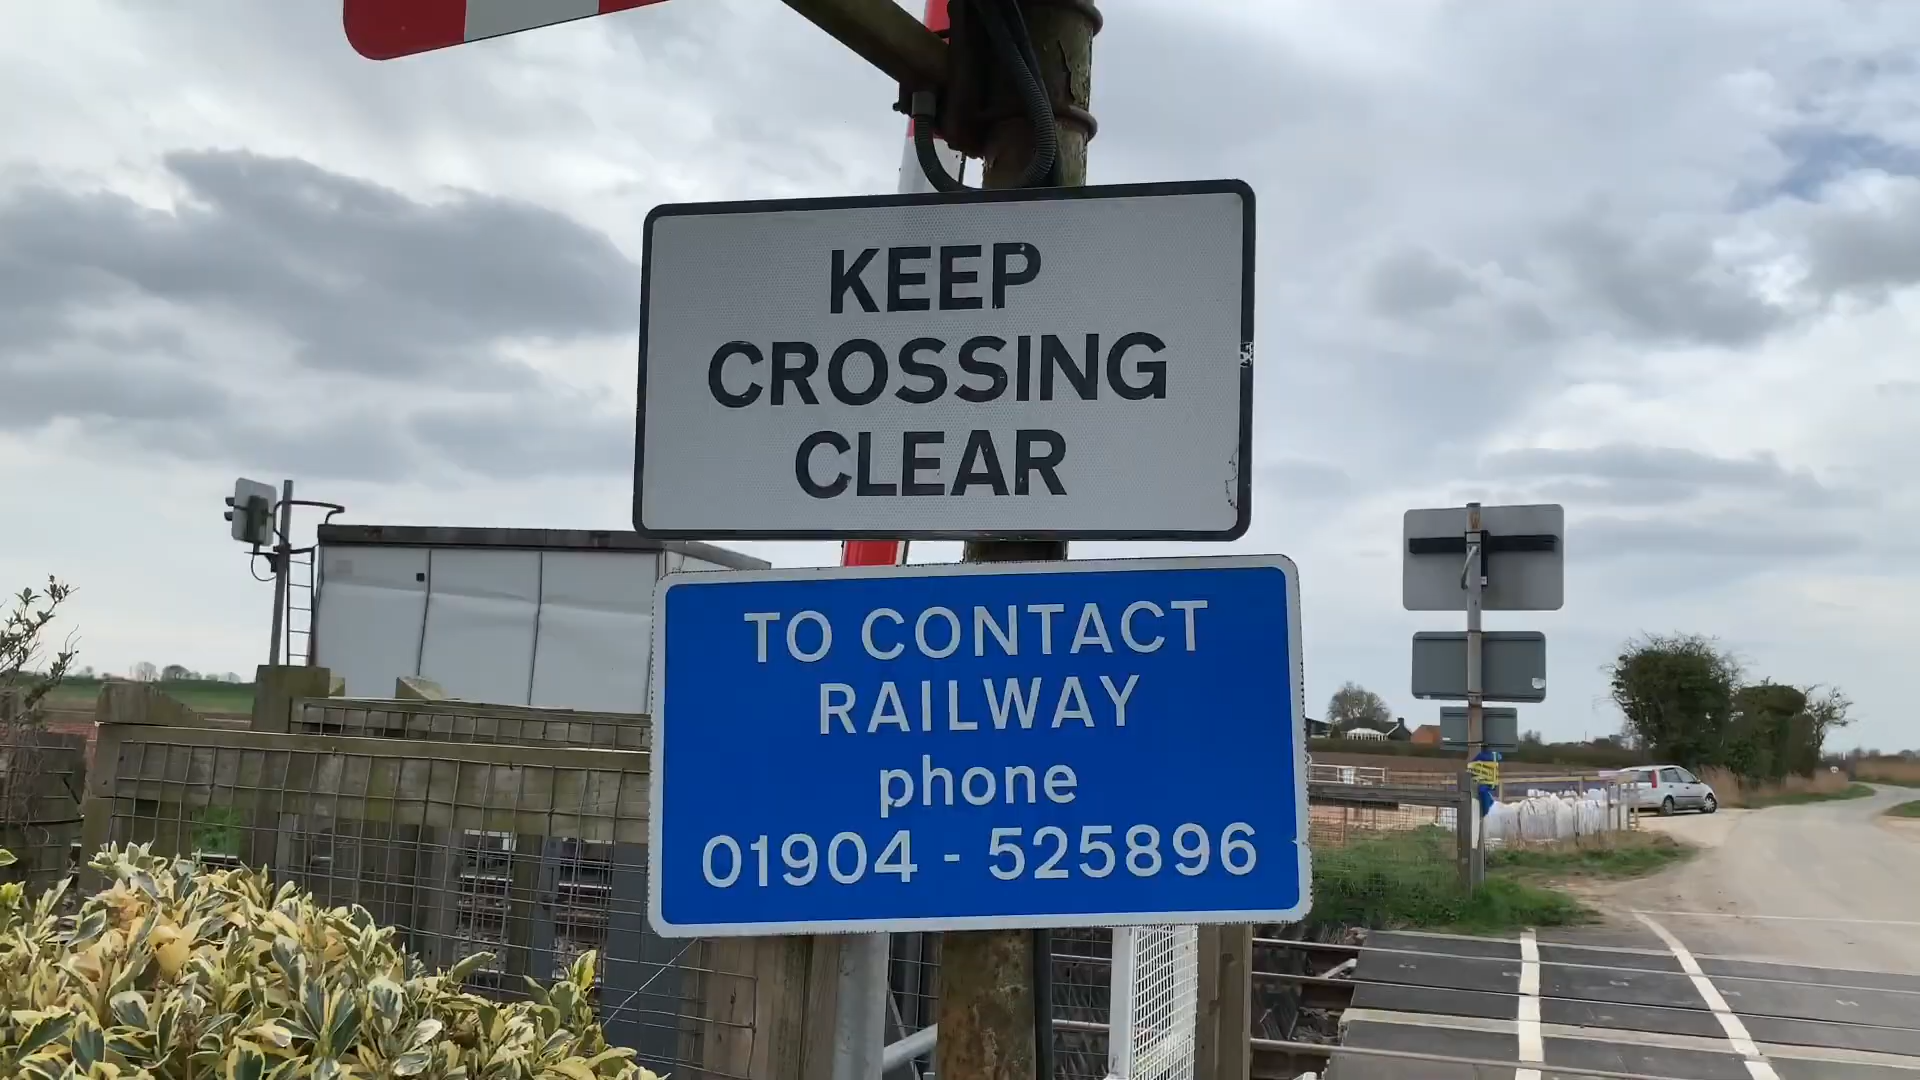 KEEP
CROSSING
CLEAR
TO CONTACT
RAILWAY
phone
01904 - 525896